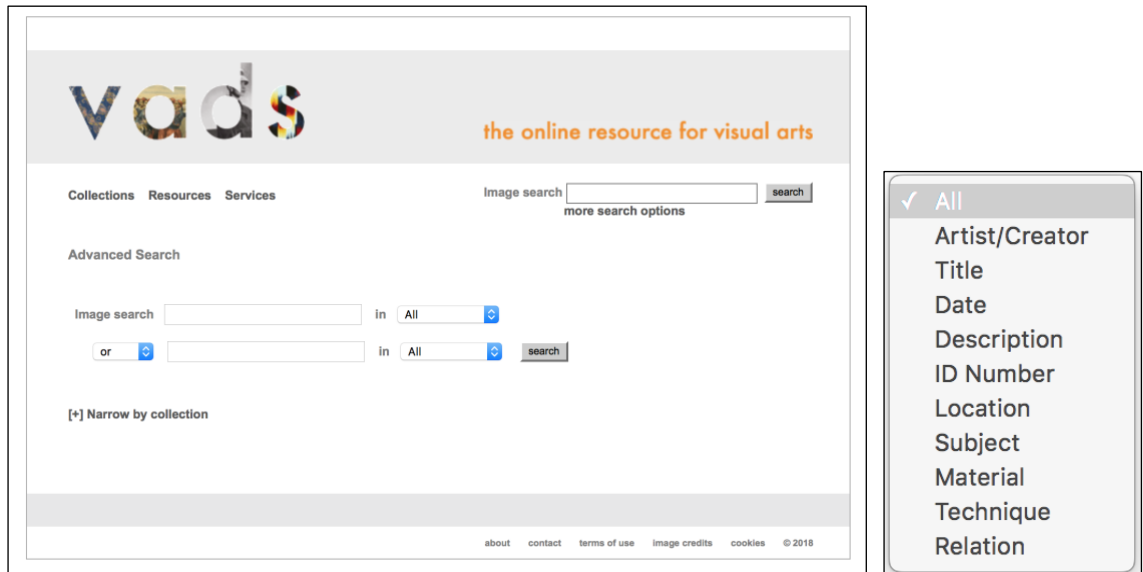 vads
the online resource for visual arts
Collections Resources Services
Image search search
more search options
Advanced Search
Image search in All
or in All search
[+] Narrow by collection
about contact terms of use image credits cookies © 2018
✓ All
Artist/Creator
Title
Date
Description
ID Number
Location
Subject
Material
Technique
Relation